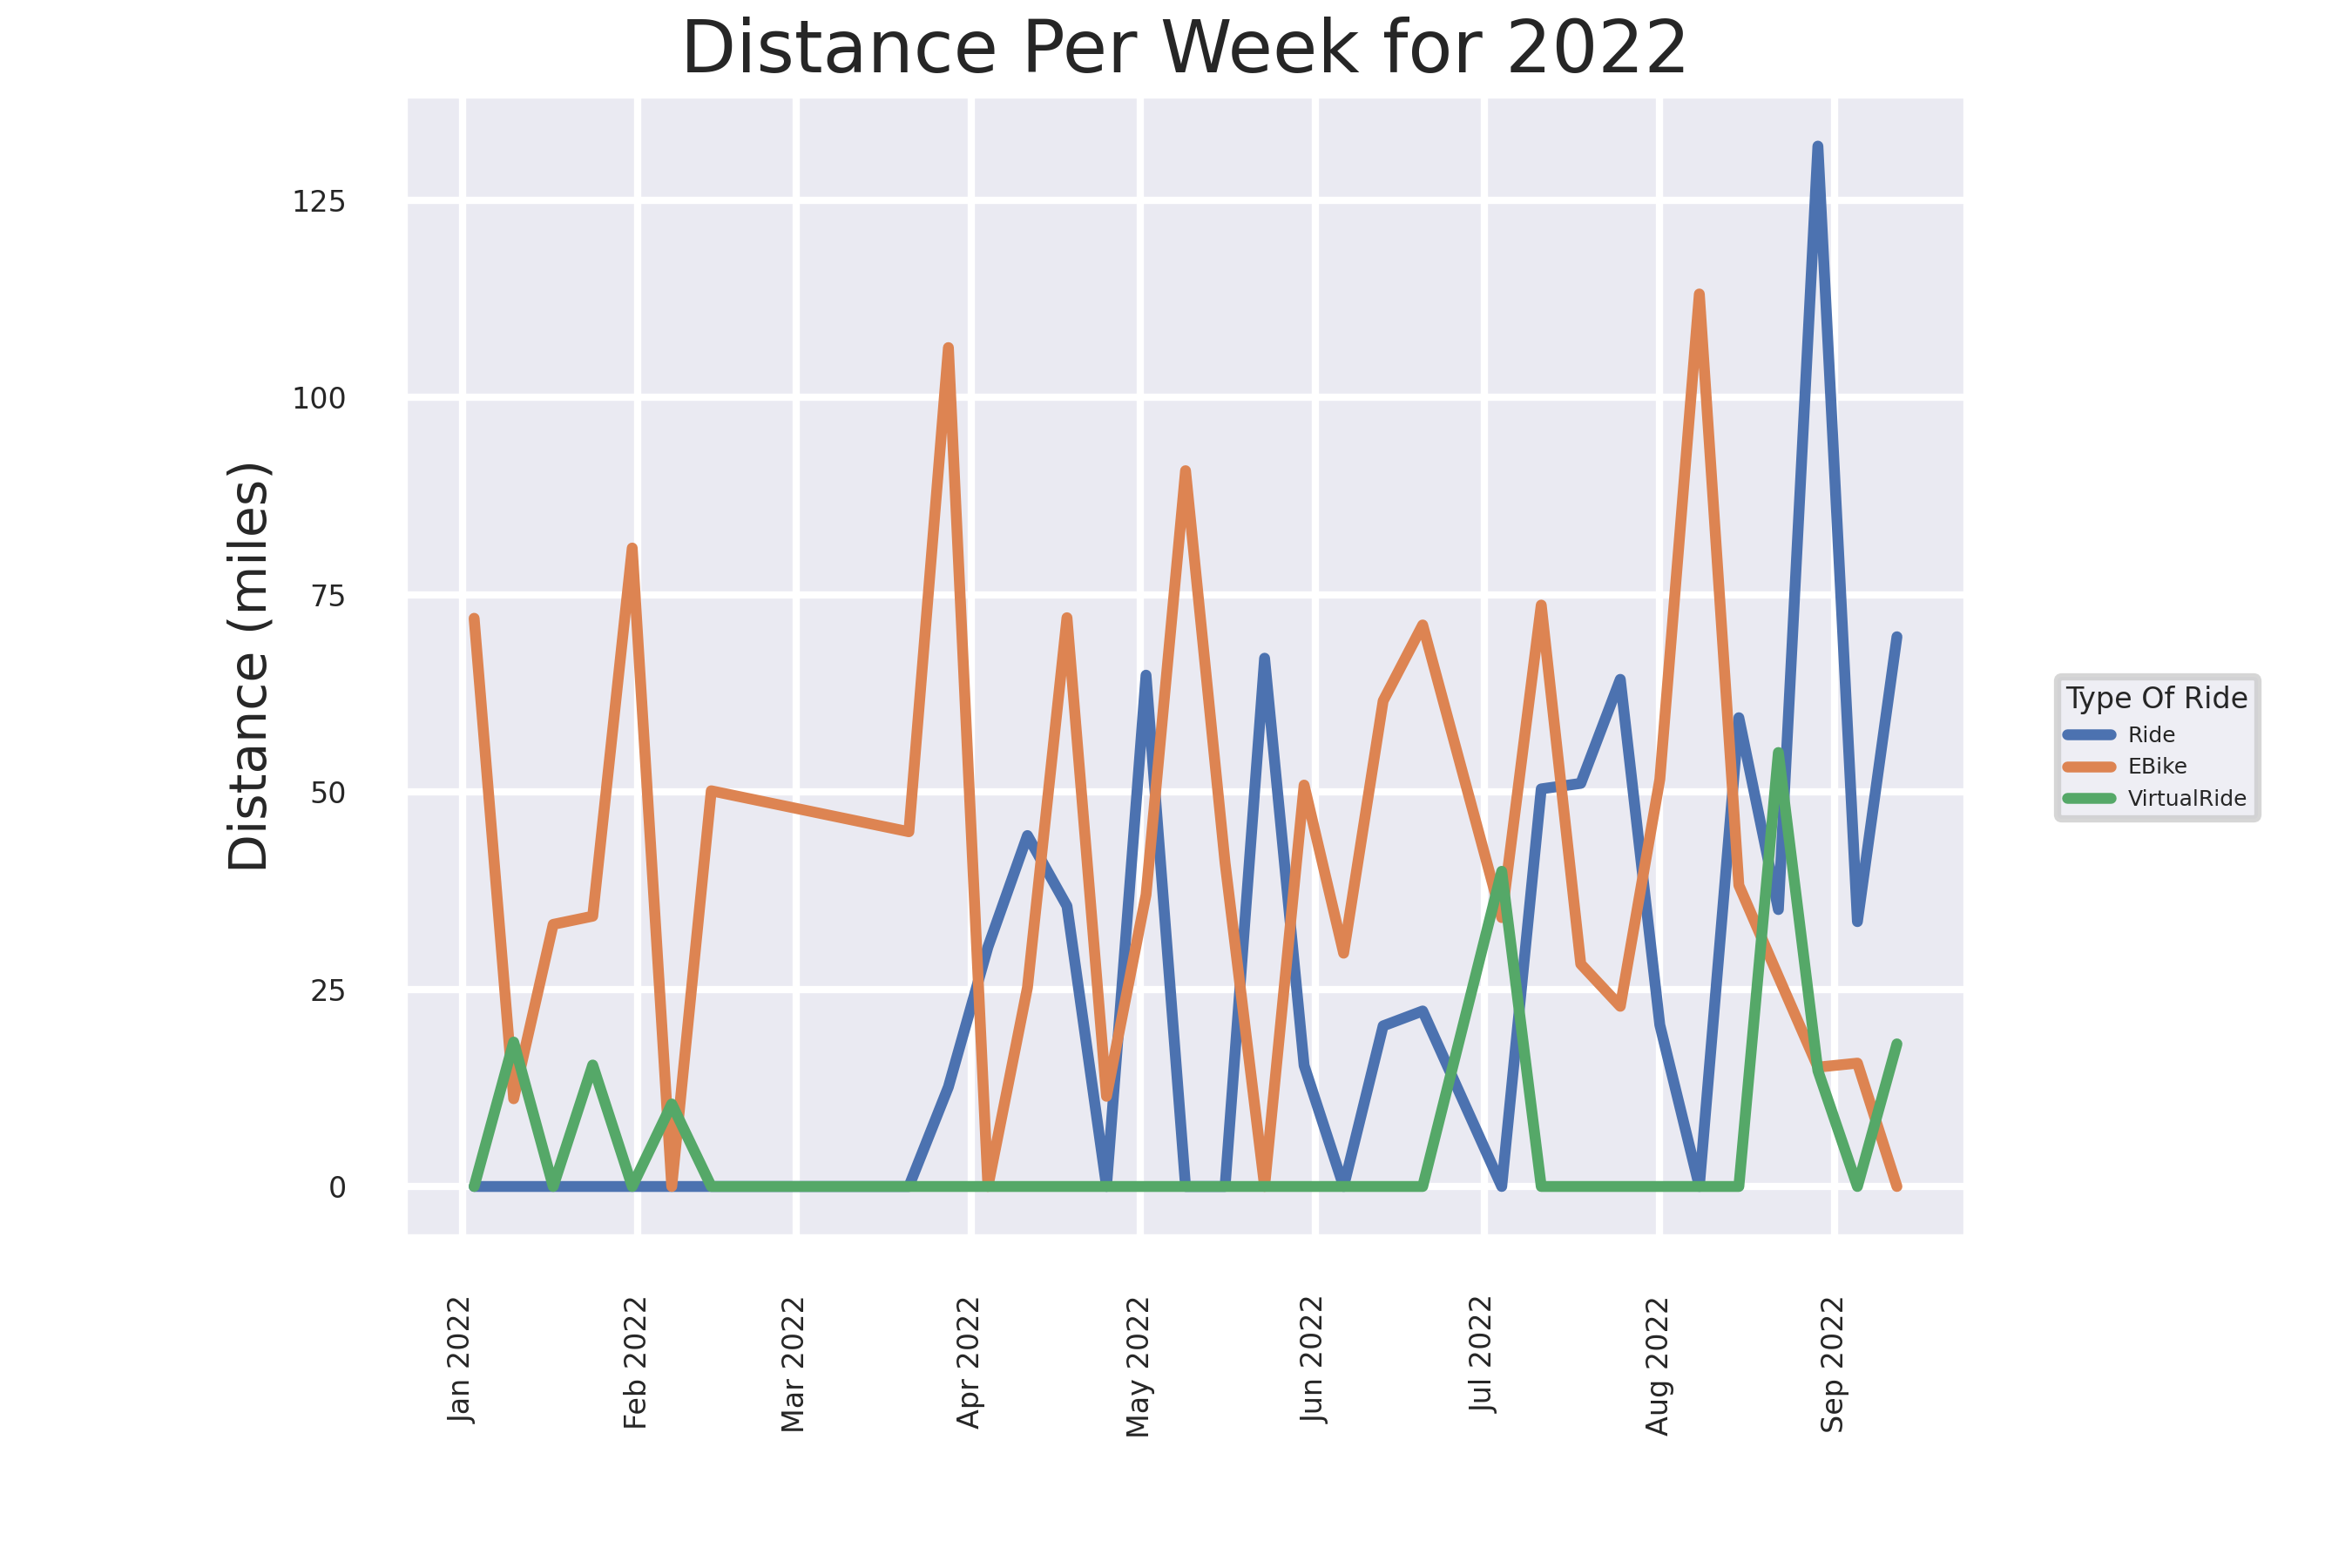 Distance Per Week for 2022
Distance (miles)
125
100
75
50
25
0
Jan 2022
Feb 2022
Mar 2022
Apr 2022
May 2022
Jun 2022
Jul 2022
Aug 2022
Sep 2022
Type Of Ride
Ride
EBike
VirtualRide